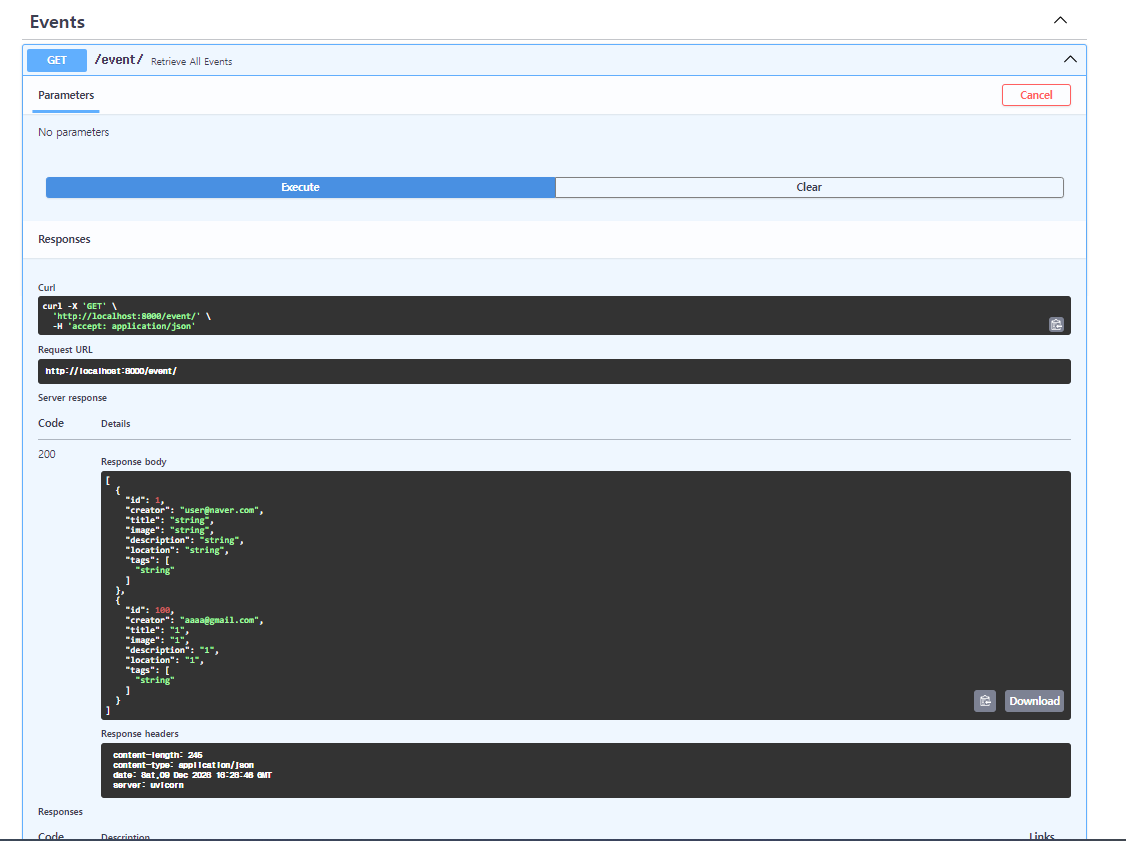 Events
GET /event/ Retrieve All Events
Parameters
Cancel
No parameters
Execute
Clear
Responses
Curl
curl -X 'GET' \
'http://localhost:8000/event/' \
-H 'accept: application/json'
Request URL
http://localhost:8000/event/
Server response
Code Details
200
Response body
[
{
"id": 1,
"creator": "user@naver.com",
"title": "string",
"image": "string",
"description": "string",
"location": "string",
"tags": [
"string"
]
},
{
"id": 100,
"creator": "aaaa@gmail.com",
"title": "1",
"image": "1",
"description": "1",
"location": "1",
"tags": [
"string"
]
}
]
Download
Response headers
content-length: 245
content-type: application/json
date: Sat,09 Dec
GMT
server: uvicorn
Responses
Code Description Links